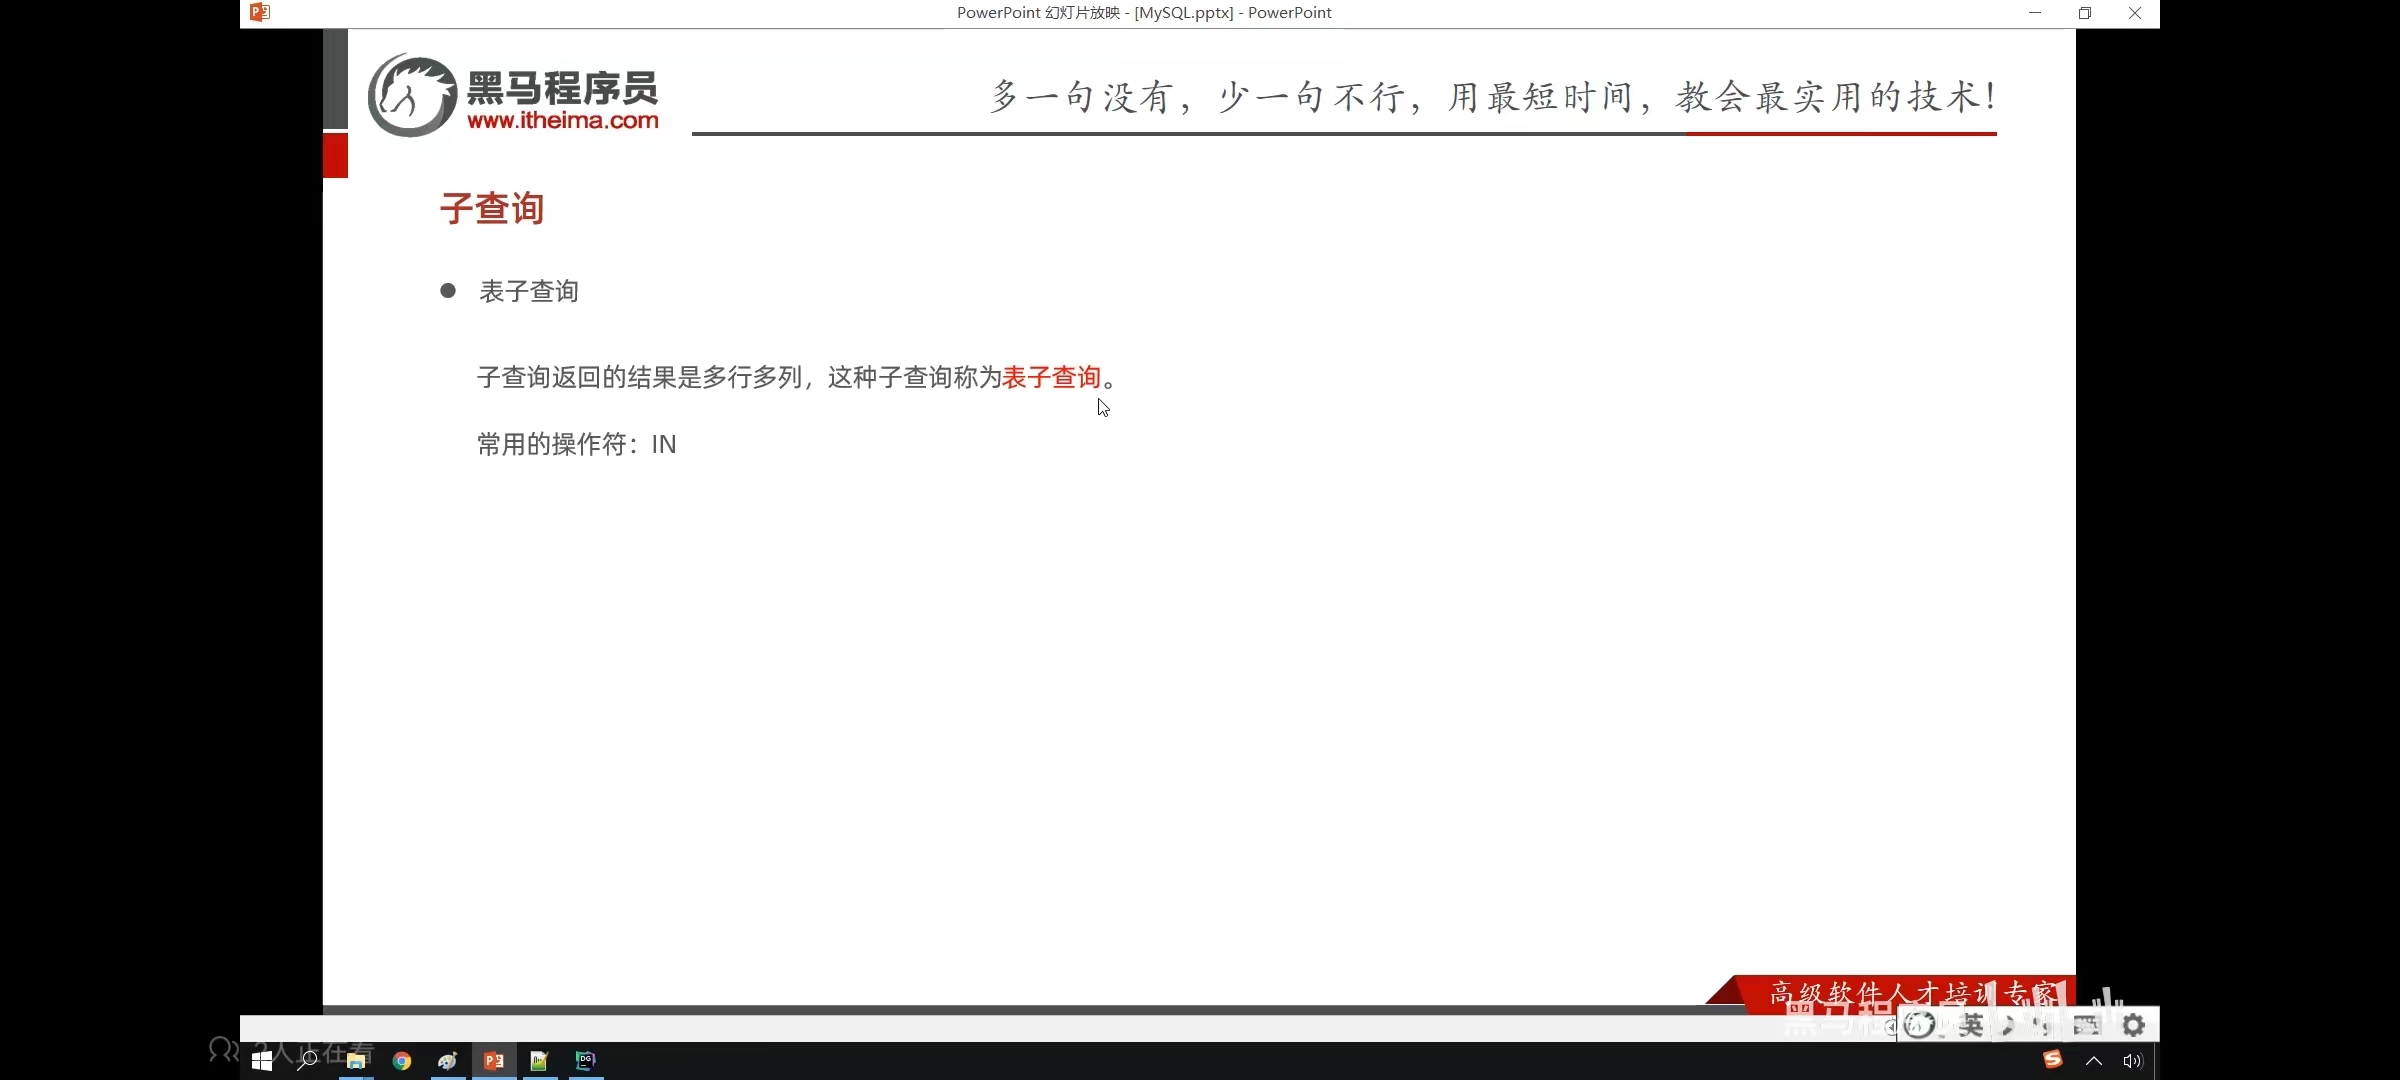 PowerPoint 幻灯片放映 - [MySQL.pptx] - PowerPoint
黑马程序员
www.itheima.com
多一句没有，少一句不行，用最短时间，教会最实用的技术！
子查询
● 表子查询
子查询返回的结果是多行多列，这种子查询称为表子查询。
常用的操作符：IN
高级软件人才培训专家
黑马程
英
2人正在看